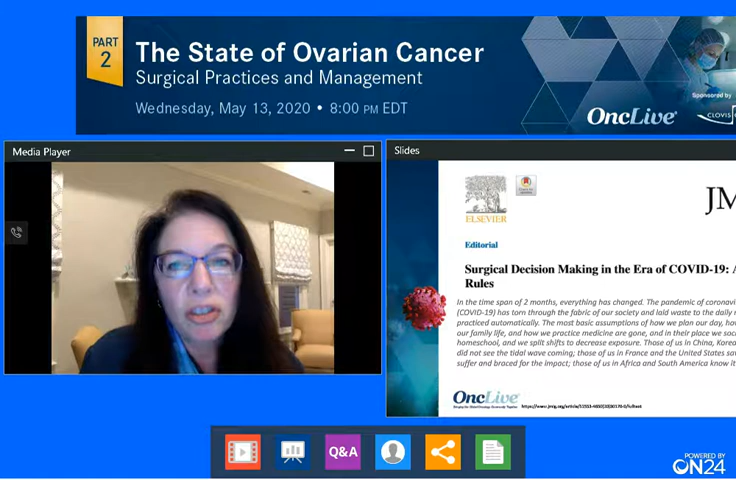 PART
2
The State of Ovarian Cancer
Surgical Practices and Management
Wednesday, May 13, 2020 • 8:00 PM EDT
Sponsored by
OncLive
CLOVIS
Media Player
Slides
ELSEVIER
JM
Editorial
Surgical Decision Making in the Era of COVID-19: A
Rules
In the time span of 2 months, everything has changed. The pandemic of coronavi
(COVID-19) has torn through the fabric of our society and laid waste to the daily
practiced automatically. The most basic assumptions of how we plan our day, ho
our family life, and how we practice medicine are gone, and in their place we so
homeschool, and we split shifts to decrease exposure. Those of us in China, Korea
did not see the tidal wave coming; those of us in France and the United States sa
suffer and braced for the impact; those of us in Africa and South America know it
OncLive
Q&A
POWERED BY
ON24